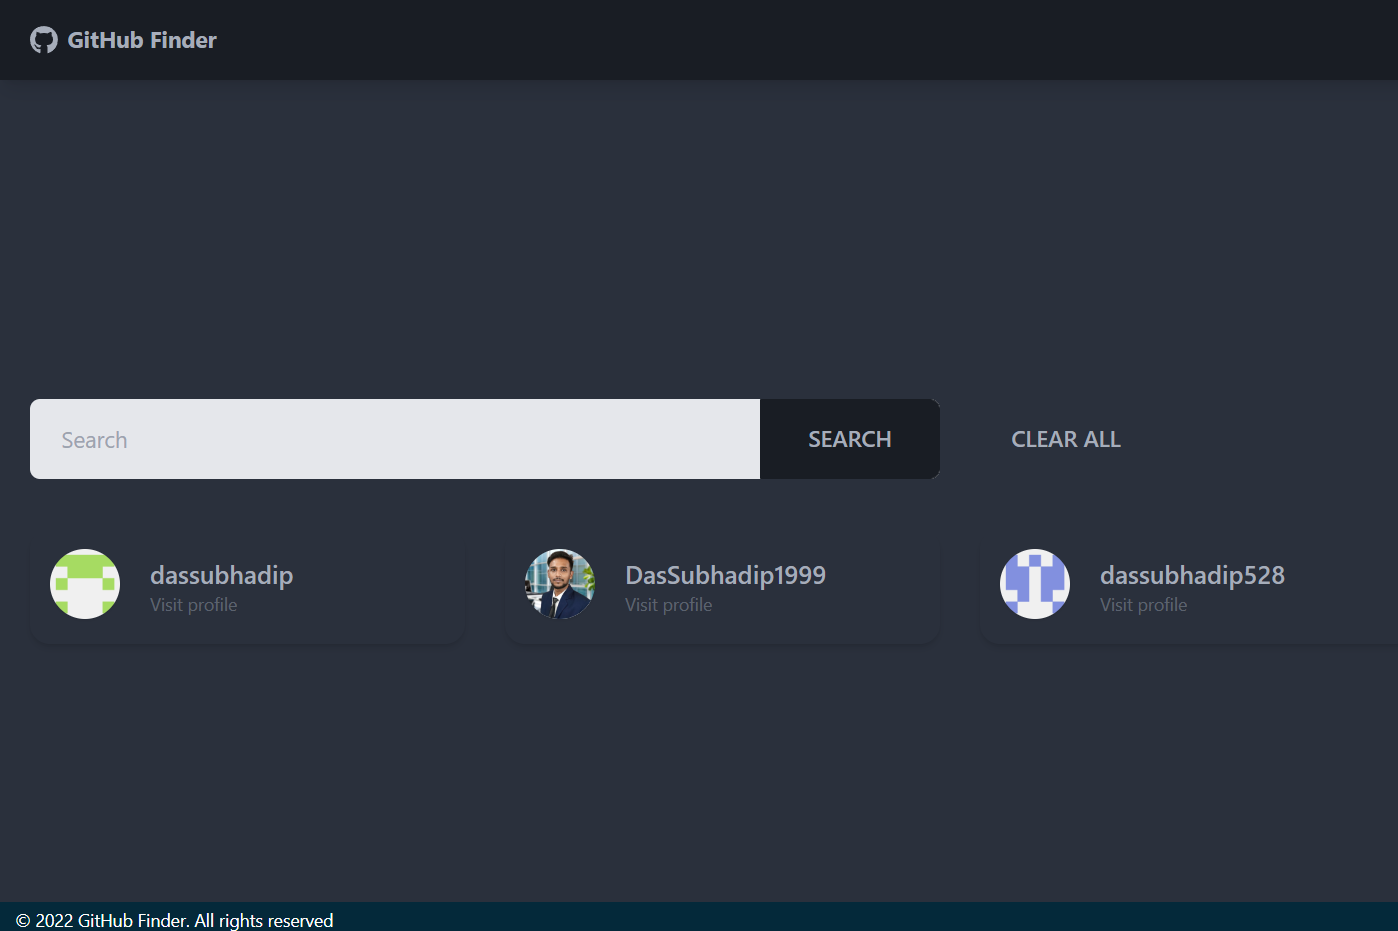 GitHub Finder
Search
SEARCH
CLEAR ALL
dassubhadip
Visit profile
DasSubhadip1999
Visit profile
dassubhadip528
Visit profile
© 2022 GitHub Finder. All rights reserved